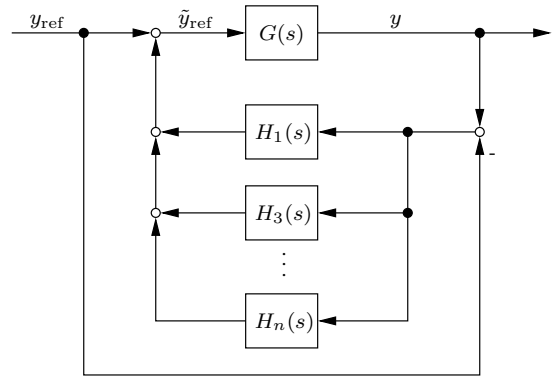 y_ref ỹ_ref G(s) y
H_1(s)
-
H_3(s)
⋮
H_n(s)